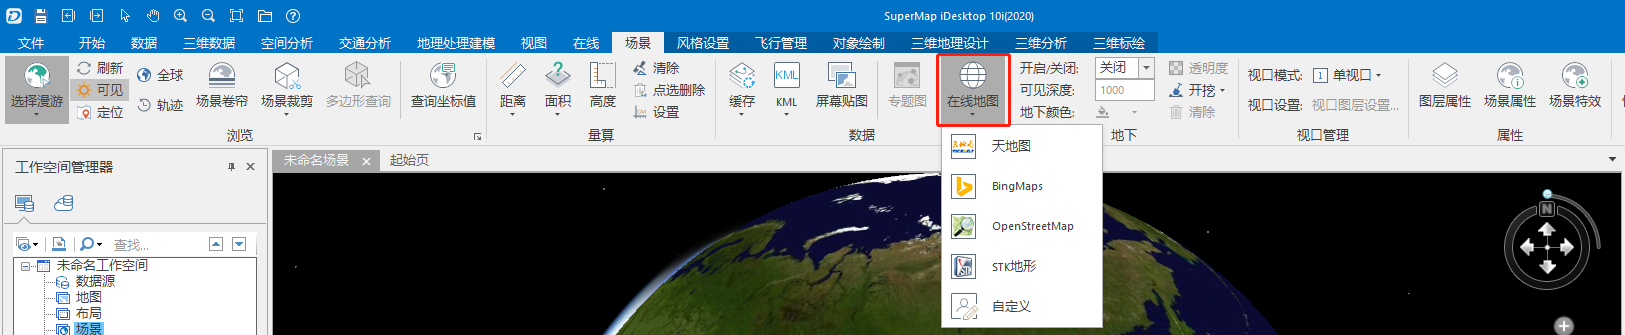 SuperMap iDesktop 10i(2020)
文件 开始 数据 三维数据 空间分析 交通分析 地理处理建模 视图 在线 场景 风格设置 飞行管理 对象绘制 三维地理设计 三维分析 三维标绘
选择漫游 刷新 可见 定位 全球 轨迹 场景卷帘 场景裁剪 多边形查询 查询坐标值
浏览
距离 面积 高度 清除 点选删除 设置
量算
缓存 KML KML 屏幕贴图 专题图 在线地图
数据
开启/关闭: 关闭 透明度
可见深度: 1000 开挖
地下颜色: 清除
地下
视口模式: 1 单视口
视口设置: 视口图层设置...
视口管理
图层属性 场景属性 场景特效
属性
工作空间管理器
未命名场景 起始页
天地图
BingMaps
OpenStreetMap
STK地形
自定义
查找...
未命名工作空间
数据源
地图
布局
场景
N